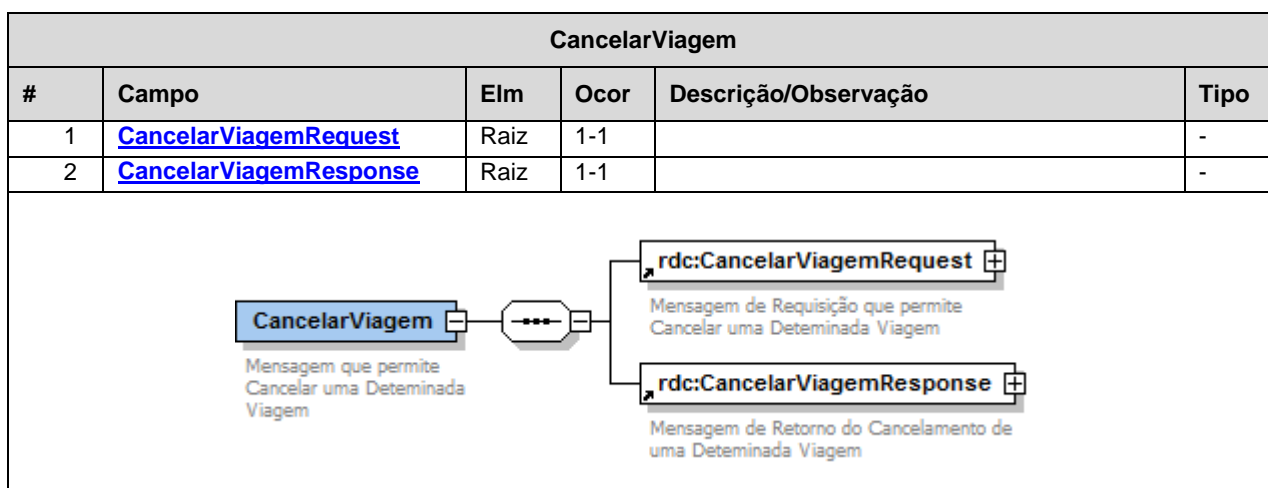 CancelarViagem
# Campo Elm Ocor Descrição/Observação Tipo
1 CancelarViagemRequest Raiz 1-1 -
2 CancelarViagemResponse Raiz 1-1 -
rdc:CancelarViagemRequest
Mensagem de Requisição que permite
Cancelar uma Deteminada Viagem
CancelarViagem
Mensagem que permite
Cancelar uma Deteminada
Viagem
rdc:CancelarViagemResponse
Mensagem de Retorno do Cancelamento de
uma Deteminada Viagem